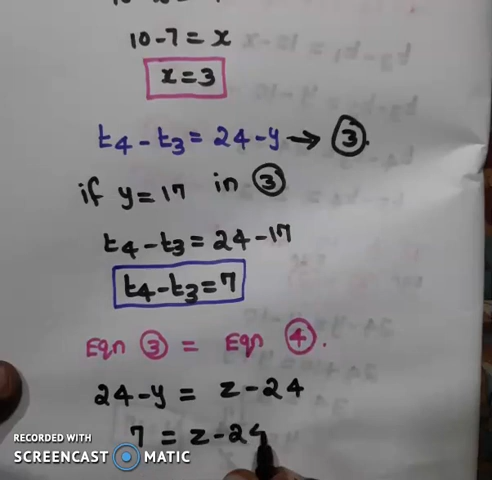 10-7 = x
x = 3
t4 - t3 = 24 - y → ③.
if y = 17 in ③
t4 - t3 = 24 - 17
t4 - t3 = 7
Eqn ③ = Eqn ④.
24 - y = z - 24
7 = z - 24
RECORDED WITH
SCREENCAST MATIC